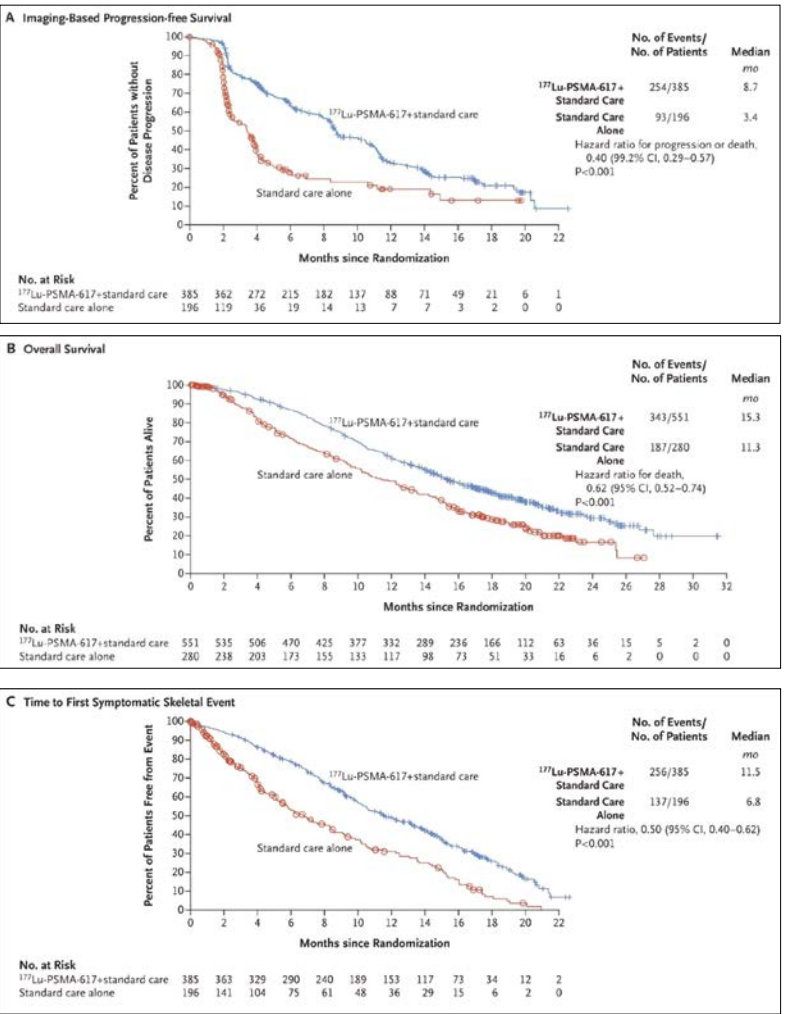 A Imaging-Based Progression-free Survival
No. of Events/
No. of Patients Median
mo
177Lu-PSMA-617+ Standard Care 254/385 8.7
Standard Care Alone 93/196 3.4
Hazard ratio for progression or death,
0.40 (99.2% CI, 0.29–0.57)
P<0.001
Percent of Patients without
Disease Progression
100
90
80
70
60
50
40
30
20
10
0
177Lu-PSMA-617+standard care
Standard care alone
0 2 4 6 8 10 12 14 16 18 20 22
Months since Randomization
No. at Risk
177Lu-PSMA-617+standard care 385 362 272 215 182 137 88 71 49 21 6 1
Standard care alone 196 119 36 19 14 13 7 7 3 2 0 0
B Overall Survival
No. of Events/
No. of Patients Median
mo
177Lu-PSMA-617+ Standard Care 343/551 15.3
Standard Care Alone 187/280 11.3
Hazard ratio for death,
0.62 (95% CI, 0.52–0.74)
P<0.001
Percent of Patients Alive
100
90
80
70
60
50
40
30
20
10
0
177Lu-PSMA-617+standard care
Standard care alone
0 2 4 6 8 10 12 14 16 18 20 22 24 26 28 30 32
Months since Randomization
No. at Risk
177Lu-PSMA-617+standard care 551 535 506 470 425 377 332 289 236 166 112 63 36 15 5 2 0
Standard care alone 280 238 203 173 155 133 117 98 73 51 33 16 6 2 0 0 0
C Time to First Symptomatic Skeletal Event
No. of Events/
No. of Patients Median
mo
177Lu-PSMA-617+ Standard Care 256/385 11.5
Standard Care Alone 137/196 6.8
Hazard ratio, 0.50 (95% CI, 0.40–0.62)
P<0.001
Percent of Patients Free from Event
100
90
80
70
60
50
40
30
20
10
0
177Lu-PSMA-617+standard care
Standard care alone
0 2 4 6 8 10 12 14 16 18 20 22
Months since Randomization
No. at Risk
177Lu-PSMA-617+standard care 385 363 329 290 240 189 153 117 73 34 12 2
Standard care alone 196 141 104 75 61 48 36 29 15 6 2 0